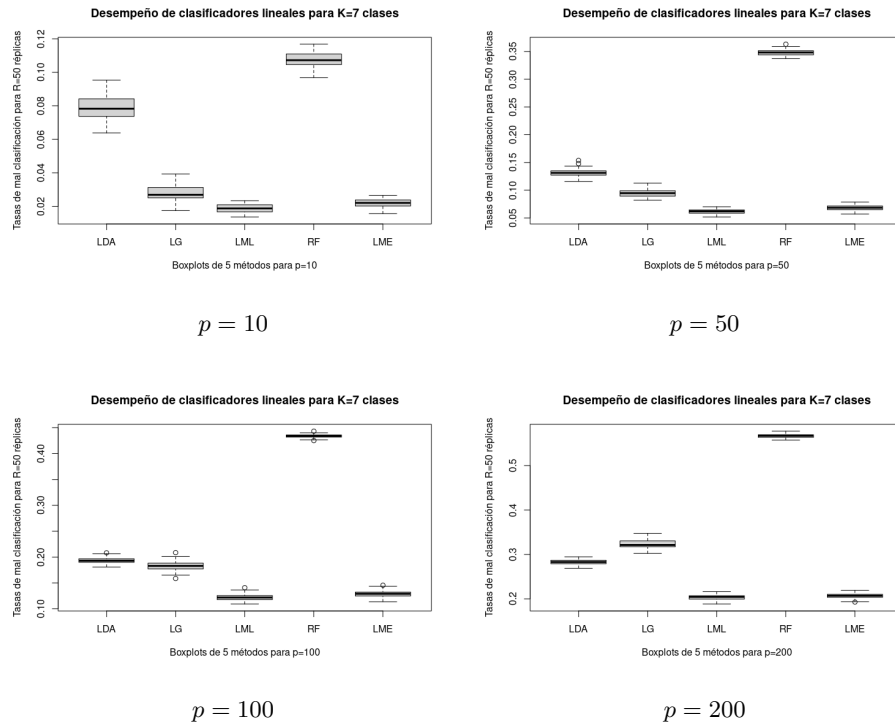 Desempeño de clasificadores lineales para K=7 clases
Tasas de mal clasificación para R=50 réplicas
0.12
0.10
0.08
0.06
0.04
0.02
LDA LG LML RF LME
Boxplots de 5 métodos para p=10
p = 10
Desempeño de clasificadores lineales para K=7 clases
Tasas de mal clasificación para R=50 réplicas
0.35
0.30
0.25
0.20
0.15
0.10
0.05
LDA LG LML RF LME
Boxplots de 5 métodos para p=50
p = 50
Desempeño de clasificadores lineales para K=7 clases
Tasas de mal clasificación para R=50 réplicas
0.40
0.30
0.20
0.10
LDA LG LML RF LME
Boxplots de 5 métodos para p=100
p = 100
Desempeño de clasificadores lineales para K=7 clases
Tasas de mal clasificación para R=50 réplicas
0.5
0.4
0.3
0.2
LDA LG LML RF LME
Boxplots de 5 métodos para p=200
p = 200